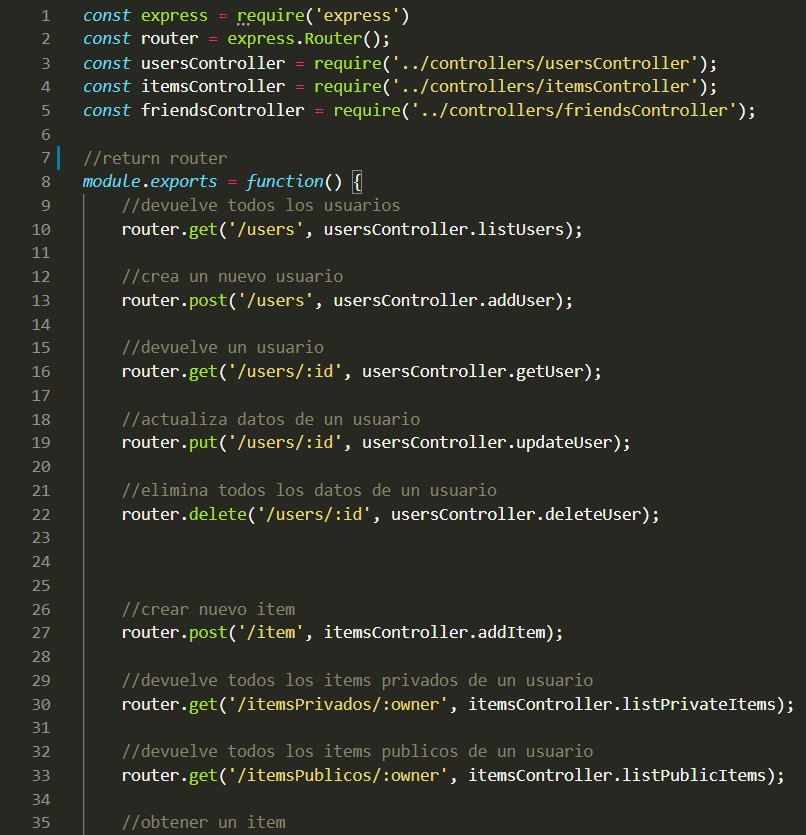 1 const express = require('express')
2 const router = express.Router();
3 const usersController = require('../controllers/usersController');
4 const itemsController = require('../controllers/itemsController');
5 const friendsController = require('../controllers/friendsController');
6
7 //return router
8 module.exports = function() {
9 //devuelve todos los usuarios
10 router.get('/users', usersController.listUsers);
11
12 //crea un nuevo usuario
13 router.post('/users', usersController.addUser);
14
15 //devuelve un usuario
16 router.get('/users/:id', usersController.getUser);
17
18 //actualiza datos de un usuario
19 router.put('/users/:id', usersController.updateUser);
20
21 //elimina todos los datos de un usuario
22 router.delete('/users/:id', usersController.deleteUser);
23
24
25
26 //crear nuevo item
27 router.post('/item', itemsController.addItem);
28
29 //devuelve todos los items privados de un usuario
30 router.get('/itemsPrivados/:owner', itemsController.listPrivateItems);
31
32 //devuelve todos los items publicos de un usuario
33 router.get('/itemsPublicos/:owner', itemsController.listPublicItems);
34
35 //obtener un item